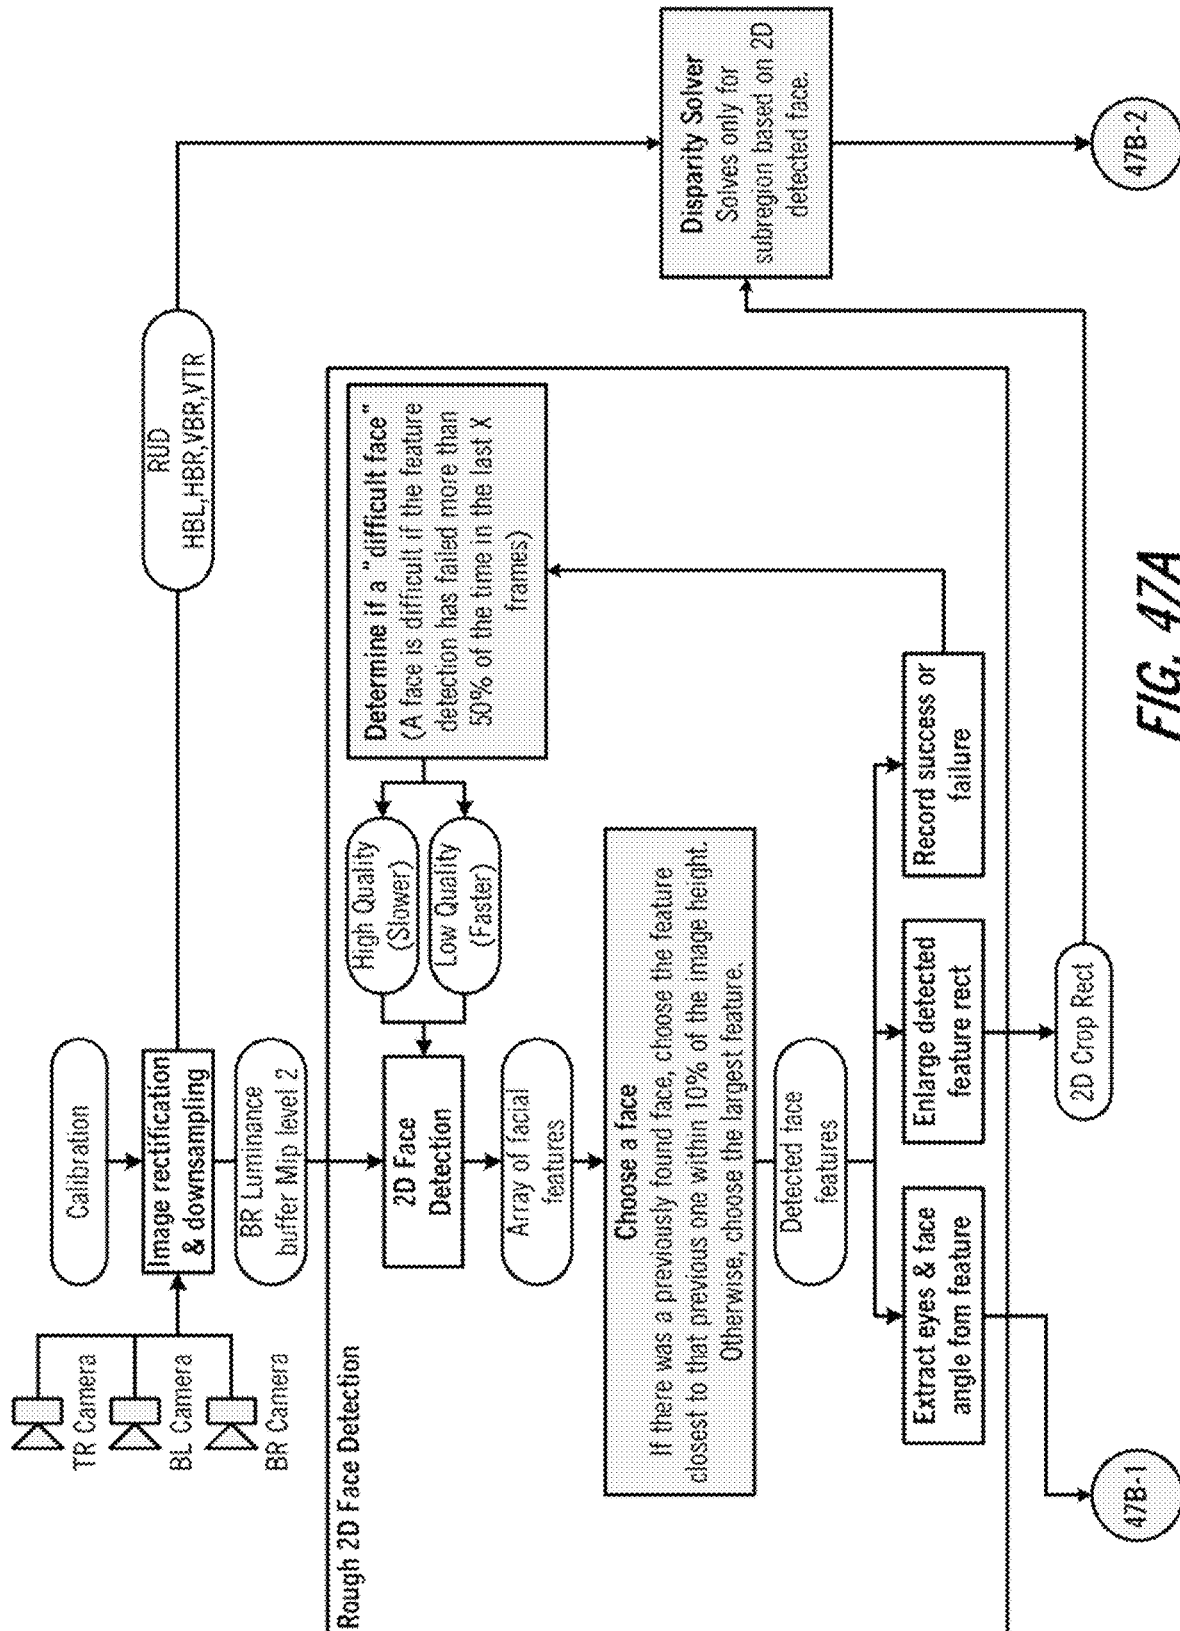 TR Camera
BL Camera
BR Camera
Calibration
Image rectification
& downsampling
BR Luminance
buffer Mip level 2
RUD
HBL,HBR,VBR,VTR
Rough 2D Face Detection
2D Face
Detection
High Quality
(Slower)
Low Quality
(Faster)
Determine if a " difficult face"
(A face is difficult if the feature
detection has failed more than
50% of the time in the last X
frames)
Array of facial
features
Choose a face
If there was a previously found face, choose the feature
closest to that previous one within 10% of the image height.
Otherwise, choose the largest feature.
Detected face
features
Extract eyes & face
angle fom feature
Enlarge detected
feature rect
Record success or
failure
2D Crop Rect
Disparity Solver
Solves only for
subregion based on 2D
detected face.
47B-1
47B-2
FIG. 47A